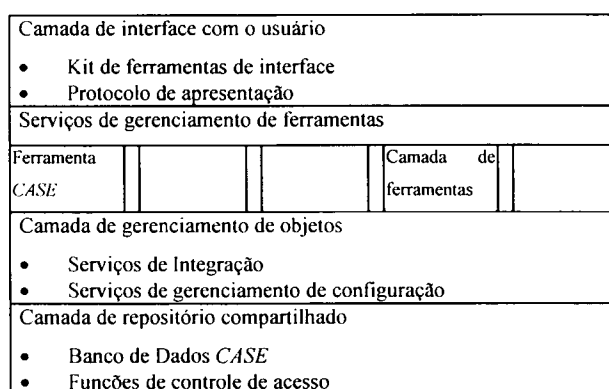 Camada de interface com o usuário
• Kit de ferramentas de interface
• Protocolo de apresentação
Serviços de gerenciamento de ferramentas
Ferramenta CASE
Camada de ferramentas
Camada de gerenciamento de objetos
• Serviços de Integração
• Serviços de gerenciamento de configuração
Camada de repositório compartilhado
• Banco de Dados CASE
• Funções de controle de acesso